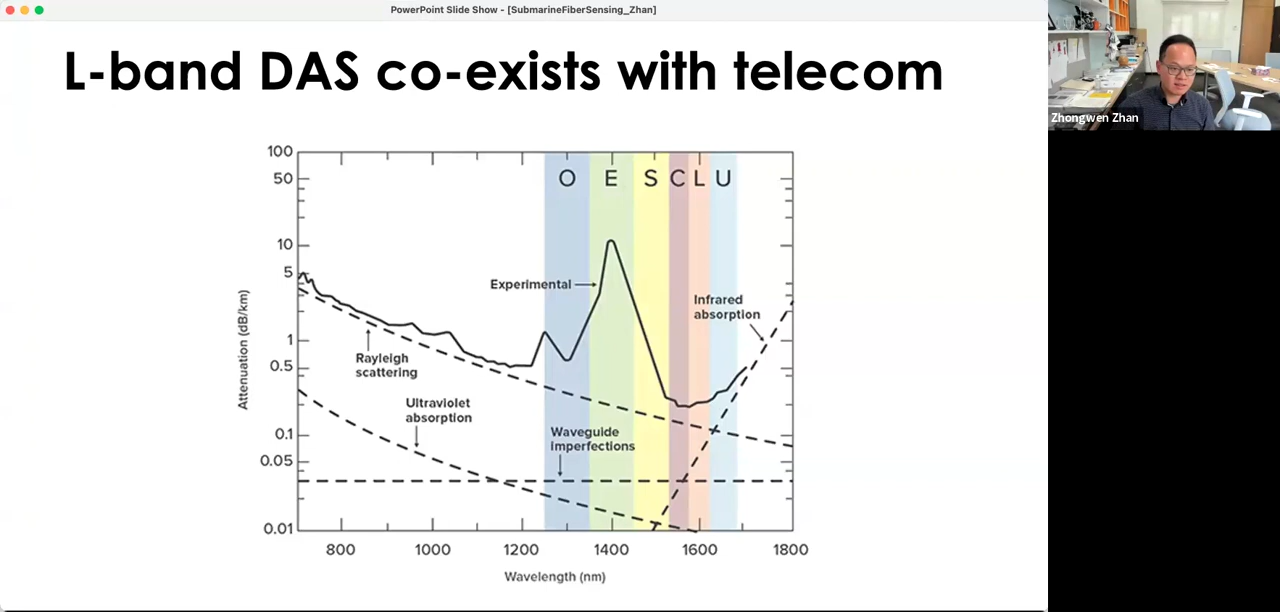 PowerPoint Slide Show - [SubmarineFiberSensing_Zhan]
L-band DAS co-exists with telecom
Zhongwen Zhan
100
50
10
5
1
0.5
0.1
0.05
0.01
Attenuation (dB/km)
O E S C L U
Experimental
Infrared
absorption
Rayleigh
scattering
Ultraviolet
absorption
Waveguide
Imperfections
800 1000 1200 1400 1600 1800
Wavelength (nm)